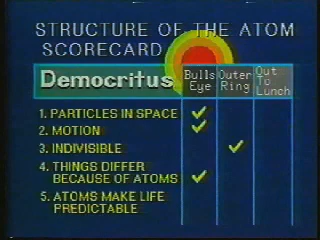 STRUCTURE OF THE ATOM
SCORECARD
Democritus
Bulls Eye
Outer Ring
Out To Lunch
1. PARTICLES IN SPACE
2. MOTION
3. INDIVISIBLE
4. THINGS DIFFER
BECAUSE OF ATOMS
5. ATOMS MAKE LIFE
PREDICTABLE